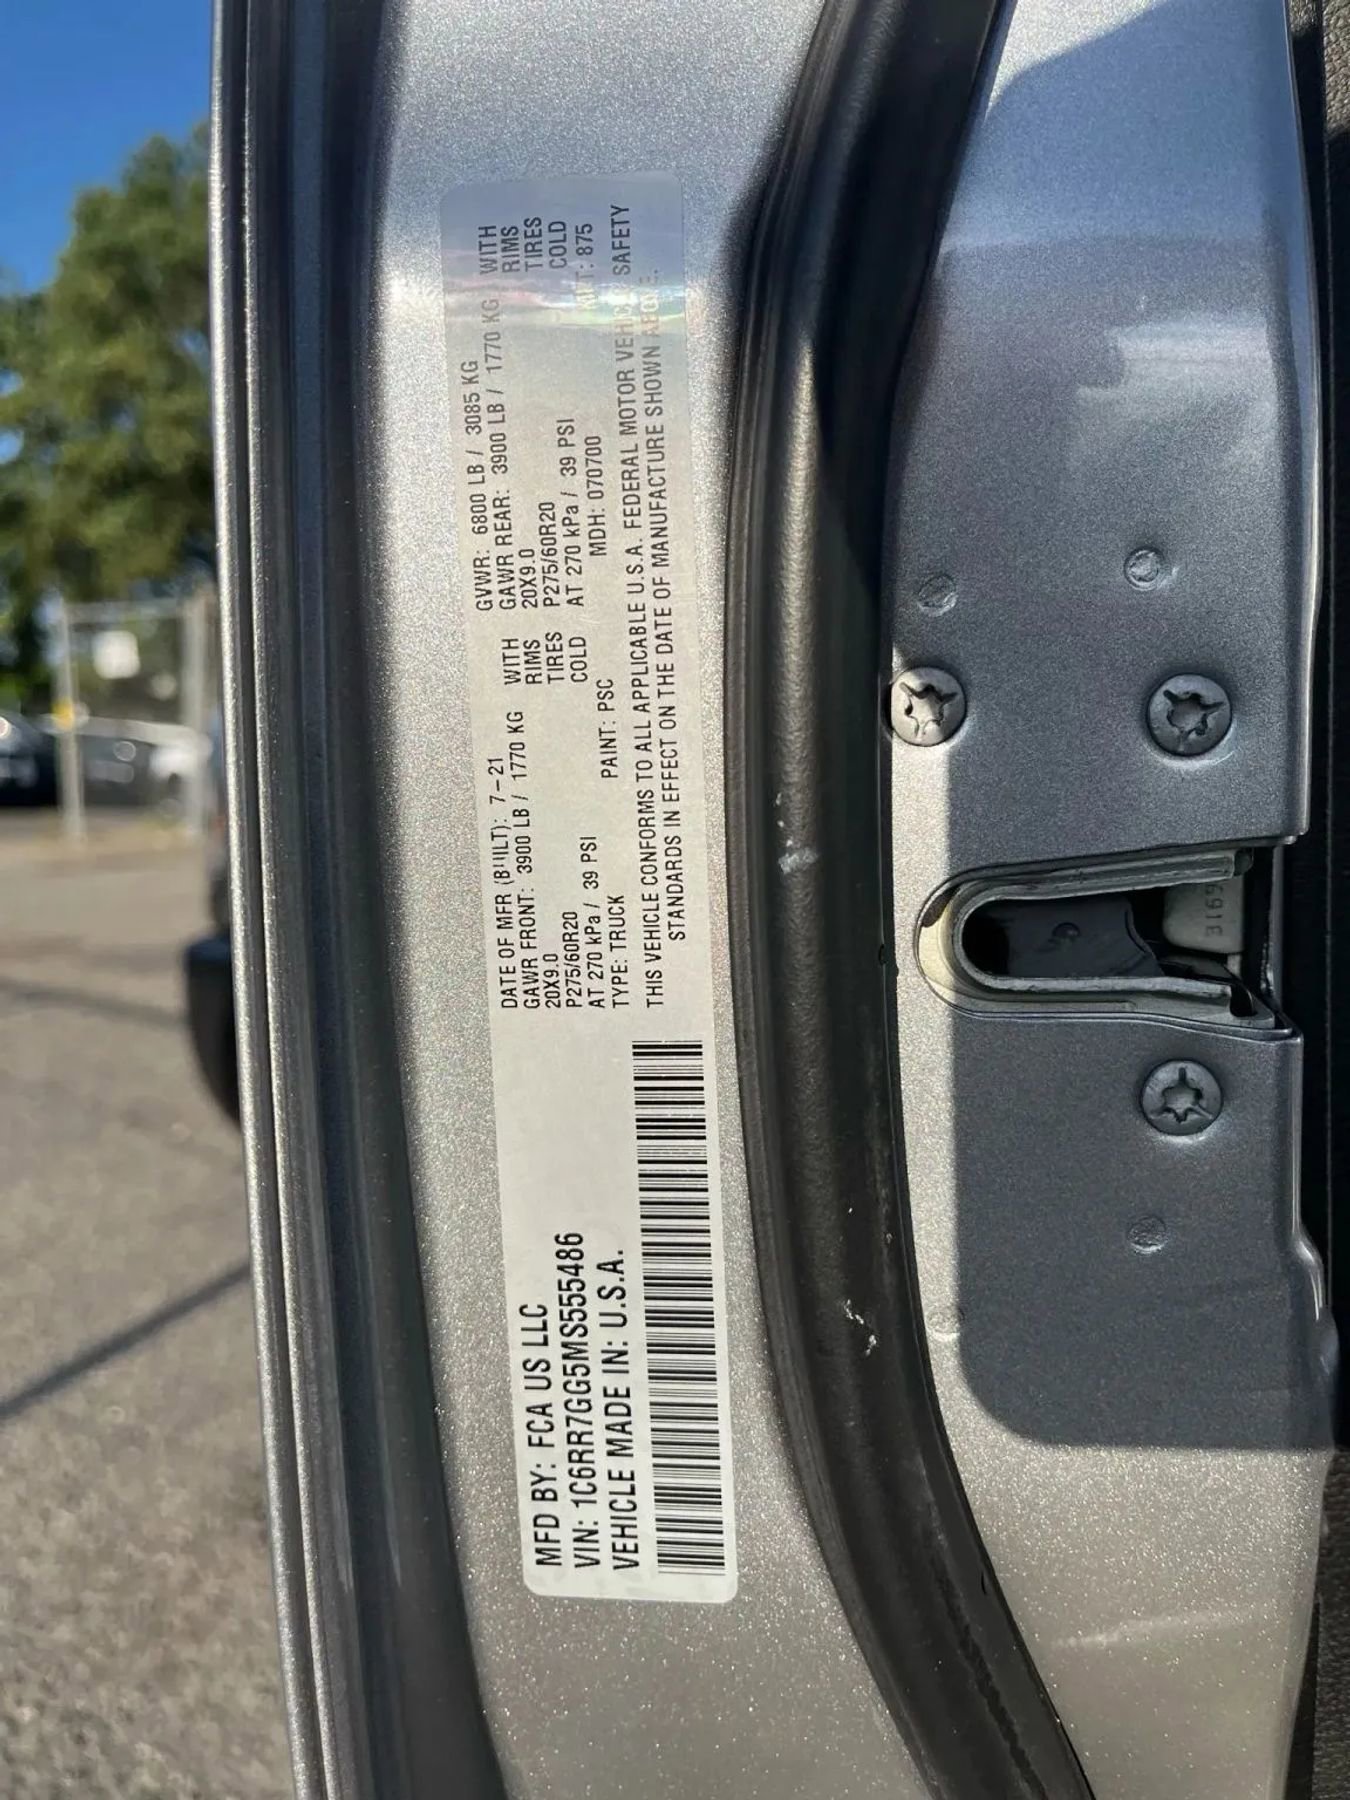 MFD BY: FCA US LLC
VIN: 1C6RR7GG5MS555486
VEHICLE MADE IN: U.S.A.
DATE OF MFR (BUILT): 7-21 GVWR: 6800 LB / 3085 KG
GAWR FRONT: 3900 LB / 1770 KG WITH GAWR REAR: 3900 LB / 1770 KG WITH
20X9.0 RIMS 20X9.0 RIMS
P275/60R20 TIRES P275/60R20 TIRES
AT 270 kPa / 39 PSI COLD AT 270 kPa / 39 PSI COLD
TYPE: TRUCK PAINT: PSC MDH: 070700 875
THIS VEHICLE CONFORMS TO ALL APPLICABLE U.S.A. FEDERAL MOTOR VEHICLE SAFETY
STANDARDS IN EFFECT ON THE DATE OF MANUFACTURE SHOWN ABOVE.
3169